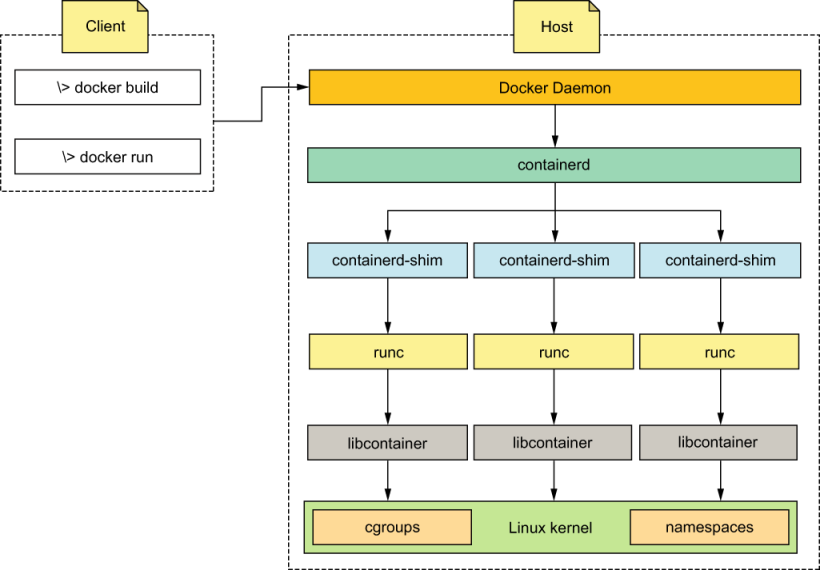 Client
Host
\> docker build
\> docker run
Docker Daemon
containerd
containerd-shim
containerd-shim
containerd-shim
runc
runc
runc
libcontainer
libcontainer
libcontainer
cgroups
Linux kernel
namespaces